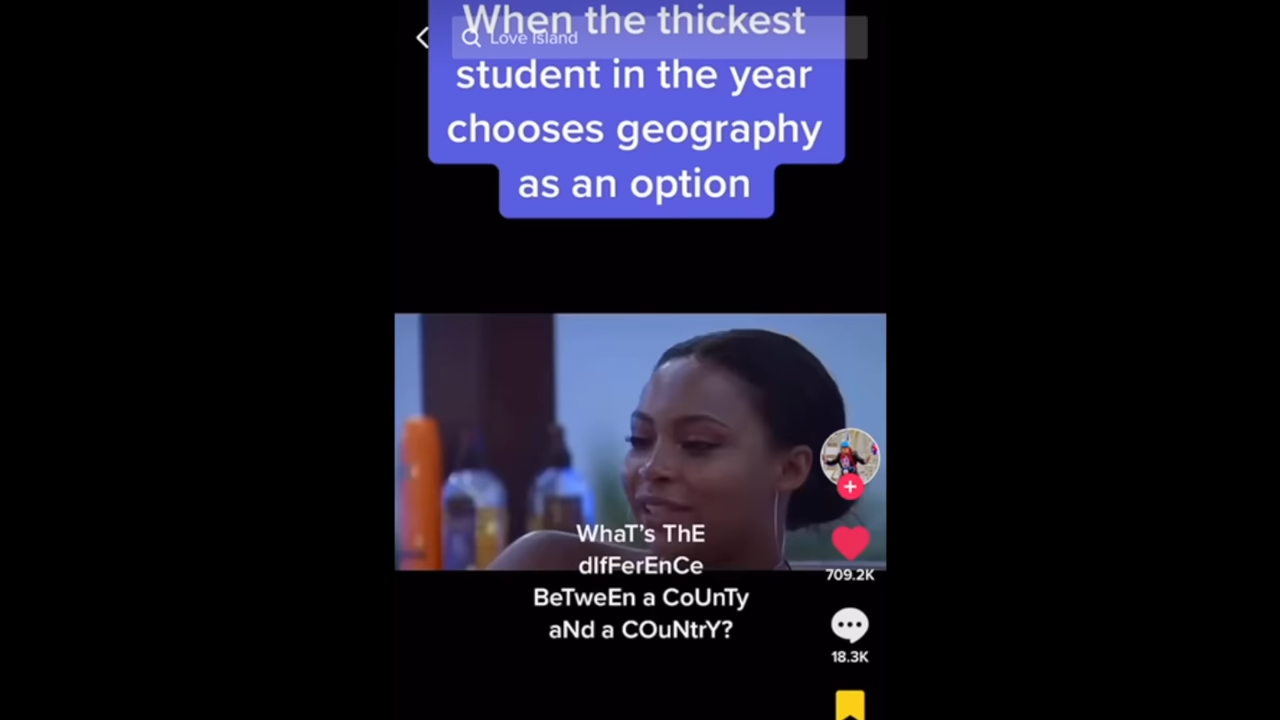 When the thickest
Love Island
student in the year
chooses geography
as an option
WhaT’s ThE
dIfFerEnCe
BeTweEn a CoUnTy
aNd a COuNtrY?
709.2K
18.3K